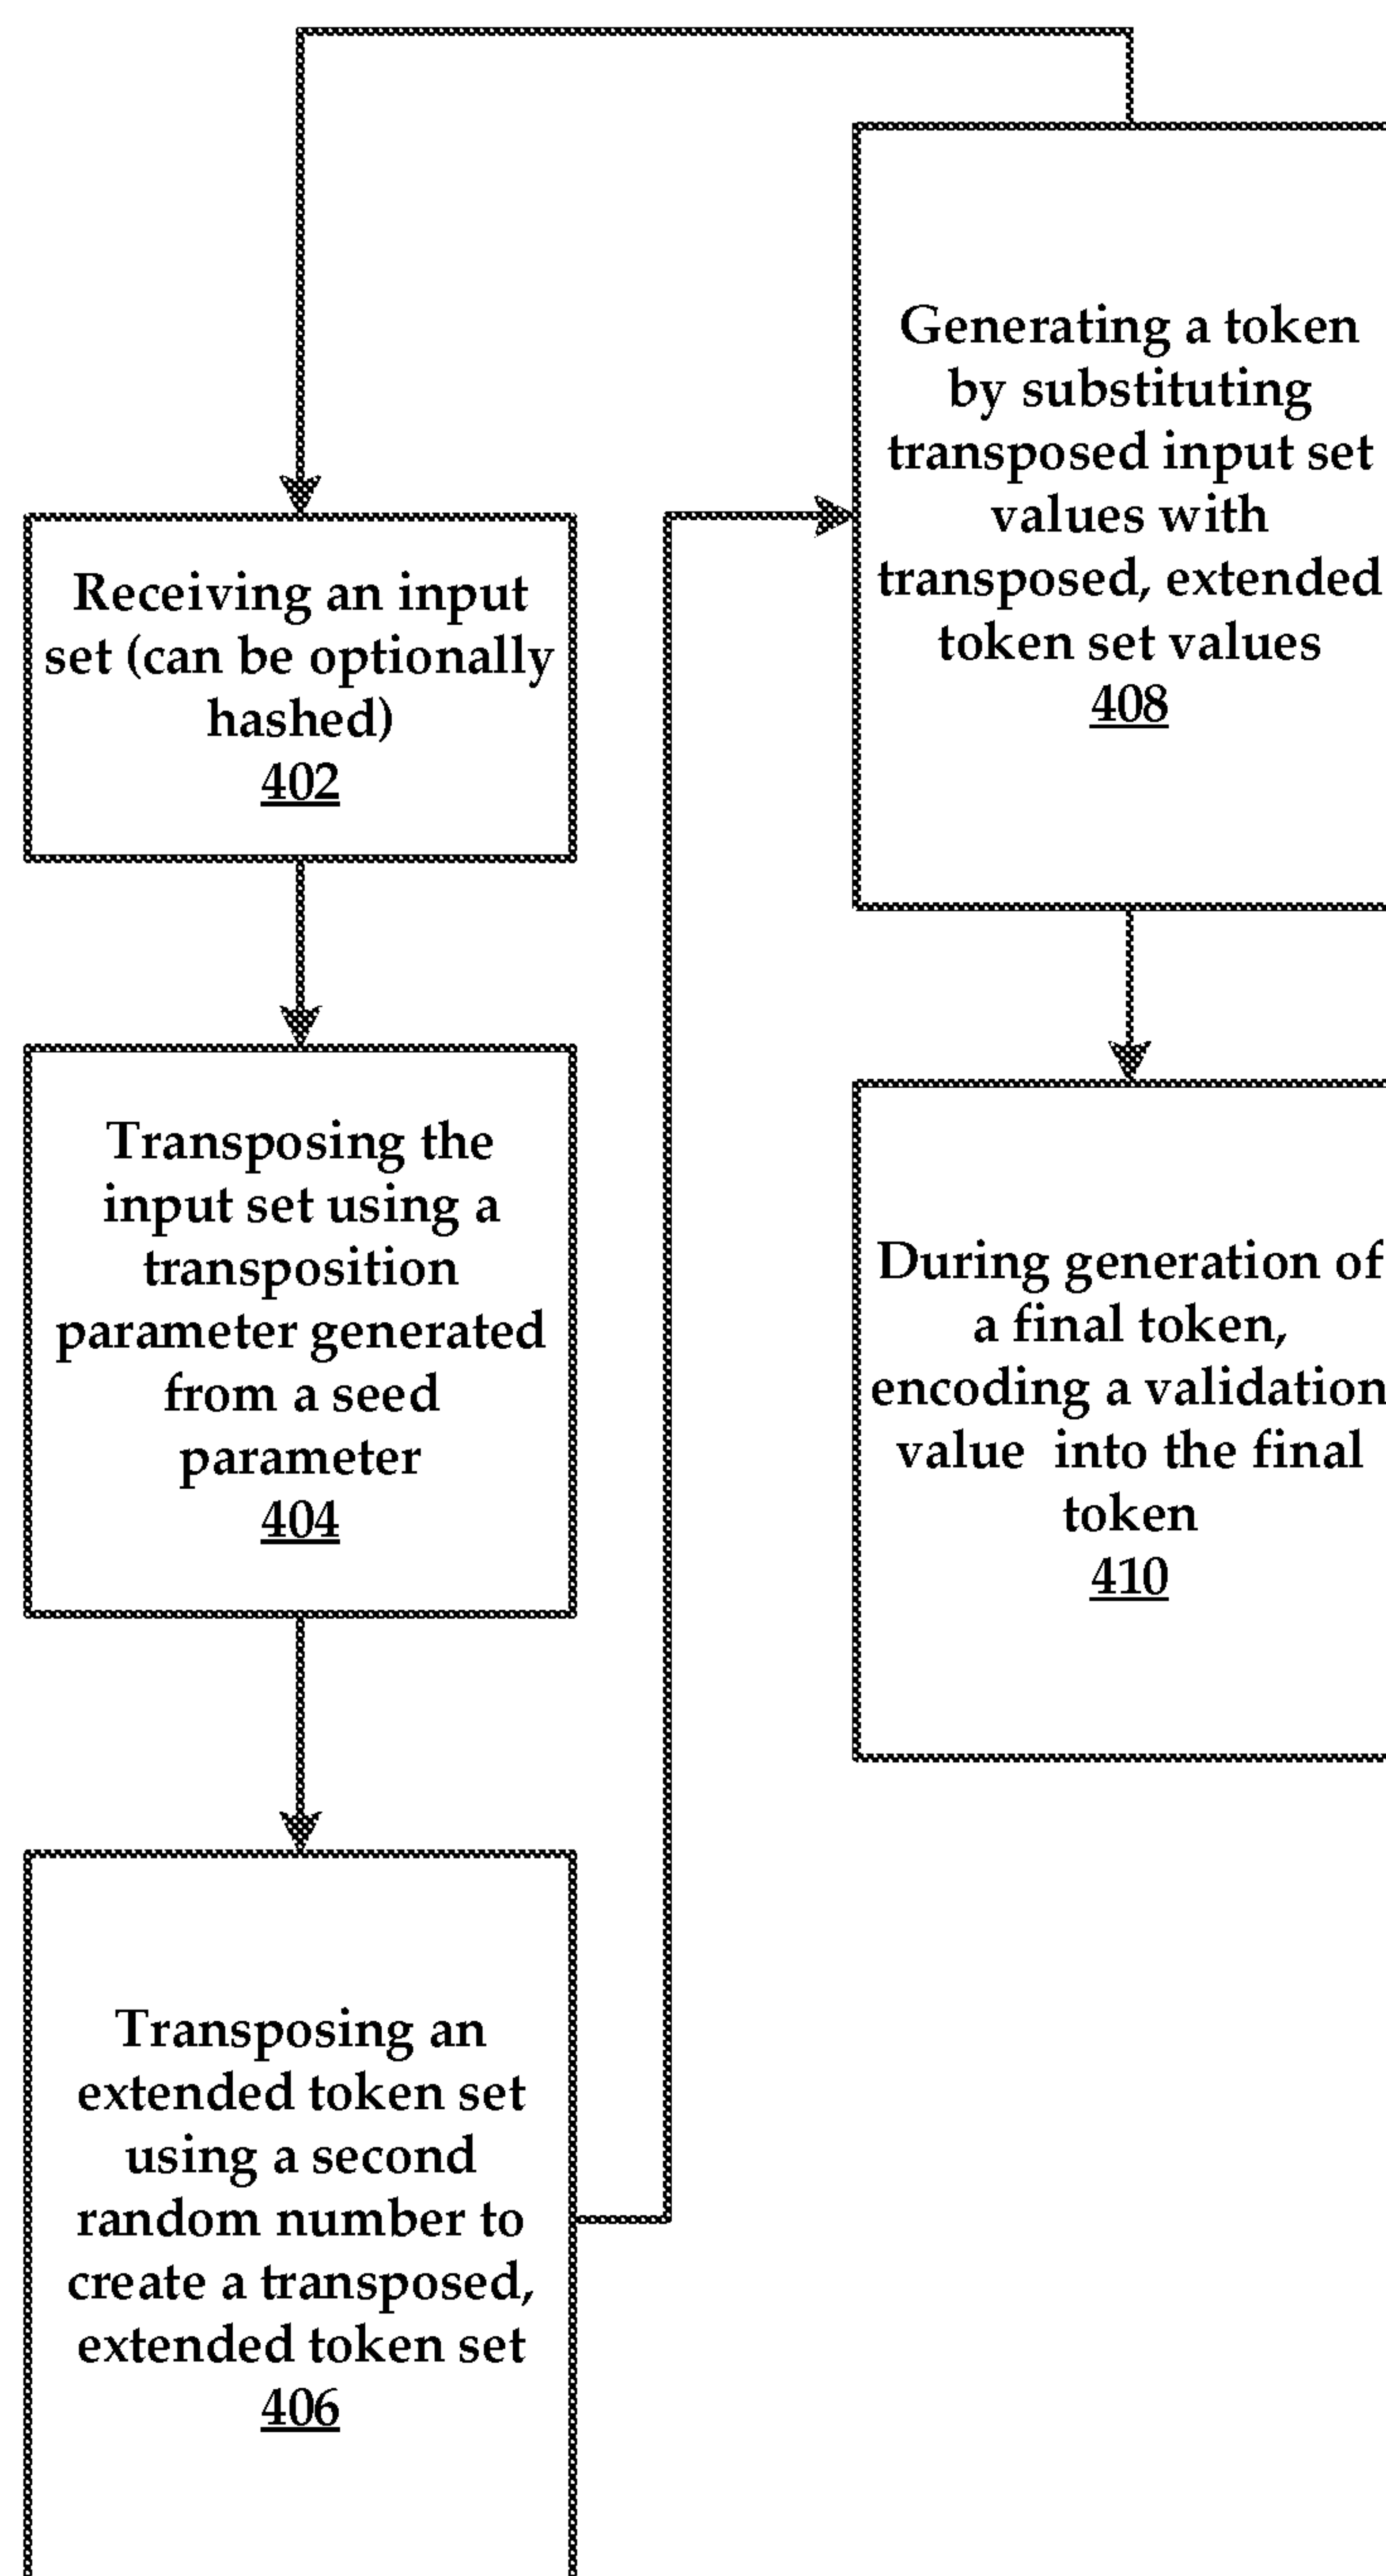 Receiving an input
set (can be optionally
hashed)
402
Transposing the
input set using a
transposition
parameter generated
from a seed
parameter
404
Transposing an
extended token set
using a second
random number to
create a transposed,
extended token set
406
Generating a token
by substituting
transposed input set
values with
transposed, extended
token set values
408
During generation of
a final token,
encoding a validation
value into the final
token
410